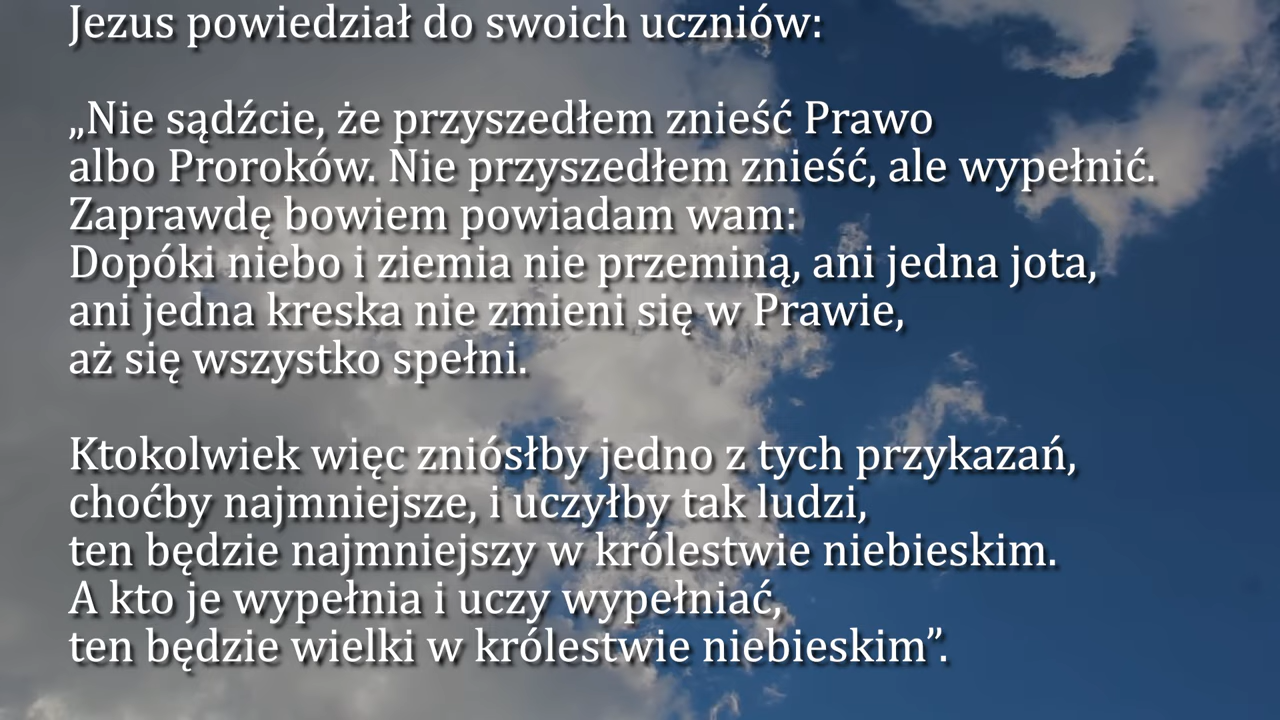 Jezus powiedział do swoich uczniów:
„Nie sądźcie, że przyszedłem znieść Prawo
albo Proroków. Nie przyszedłem znieść, ale wypełnić.
Zaprawdę bowiem powiadam wam:
Dopóki niebo i ziemia nie przeminą, ani jedna jota,
ani jedna kreska nie zmieni się w Prawie,
aż się wszystko spełni.
Ktokolwiek więc zniósłby jedno z tych przykazań,
choćby najmniejsze, i uczyłby tak ludzi,
ten będzie najmniejszy w królestwie niebieskim.
A kto je wypełnia i uczy wypełniać,
ten będzie wielki w królestwie niebieskim”.